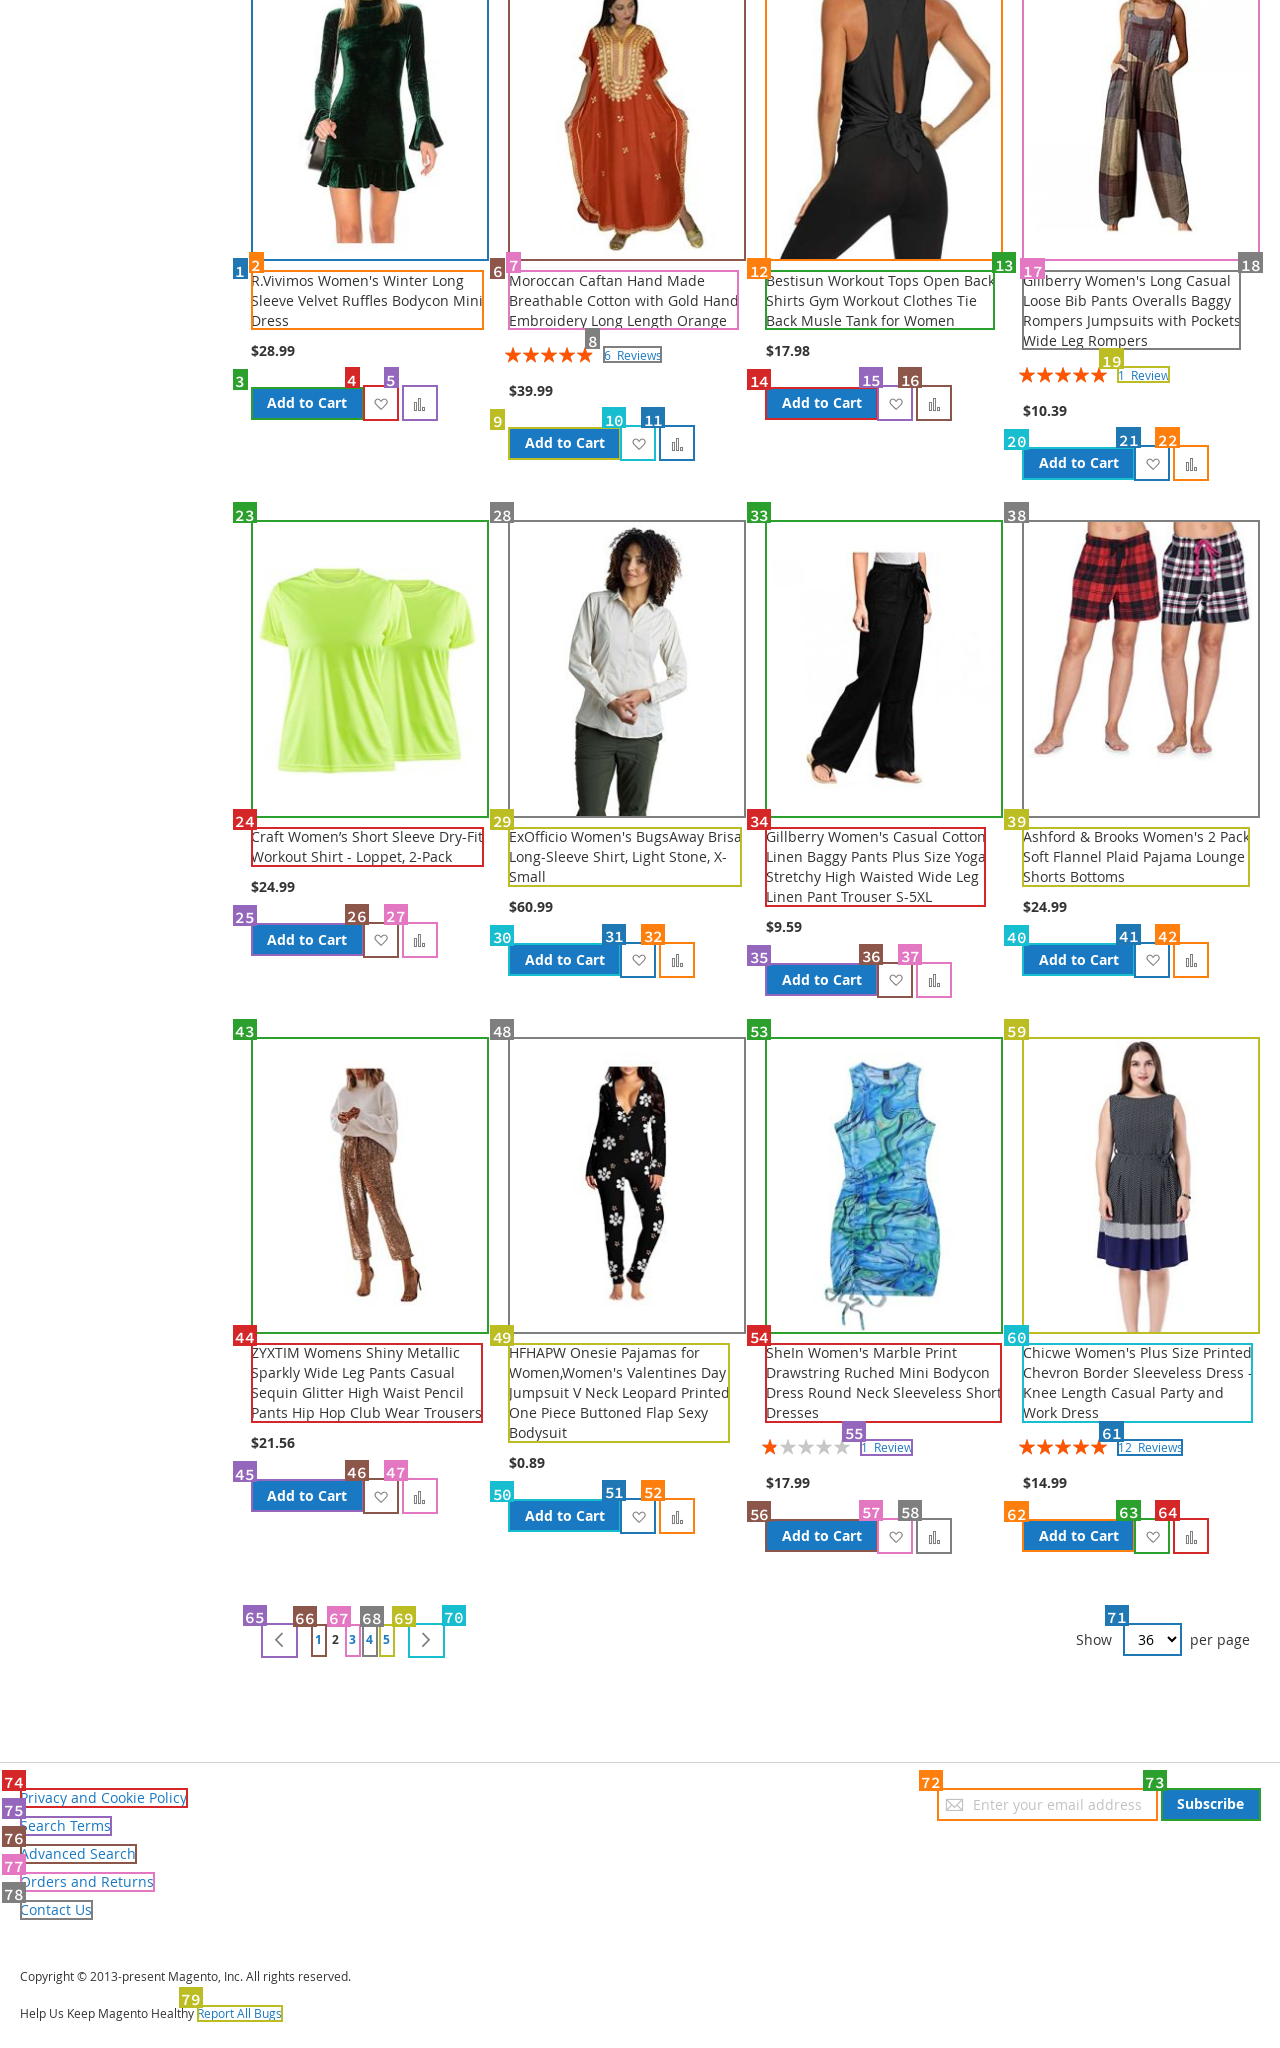 1
2
R.Vivimos Women's Winter Long
Sleeve Velvet Ruffles Bodycon Mini
Dress
$28.99
3
Add to Cart
4
5
6
7
Moroccan Caftan Hand Made
Breathable Cotton with Gold Hand
Embroidery Long Length Orange
8
6 Reviews
$39.99
9
Add to Cart
10
11
12
13
Bestisun Workout Tops Open Back
Shirts Gym Workout Clothes Tie
Back Musle Tank for Women
$17.98
14
Add to Cart
15
16
17
18
Gillberry Women's Long Casual
Loose Bib Pants Overalls Baggy
Rompers Jumpsuits with Pockets
Wide Leg Rompers
19
1 Review
$10.39
20
Add to Cart
21
22
23
24
Craft Women’s Short Sleeve Dry-Fit
Workout Shirt - Loppet, 2-Pack
$24.99
25
Add to Cart
26
27
28
29
ExOfficio Women's BugsAway Brisa
Long-Sleeve Shirt, Light Stone, X-
Small
$60.99
30
Add to Cart
31
32
33
34
Gillberry Women's Casual Cotton
Linen Baggy Pants Plus Size Yoga
Stretchy High Waisted Wide Leg
Linen Pant Trouser S-5XL
$9.59
35
Add to Cart
36
37
38
39
Ashford & Brooks Women's 2 Pack
Soft Flannel Plaid Pajama Lounge
Shorts Bottoms
$24.99
40
Add to Cart
41
42
43
44
ZYXTIM Womens Shiny Metallic
Sparkly Wide Leg Pants Casual
Sequin Glitter High Waist Pencil
Pants Hip Hop Club Wear Trousers
$21.56
45
Add to Cart
46
47
48
49
HFHAPW Onesie Pajamas for
Women,Women's Valentines Day
Jumpsuit V Neck Leopard Printed
One Piece Buttoned Flap Sexy
Bodysuit
$0.89
50
Add to Cart
51
52
53
54
SheIn Women's Marble Print
Drawstring Ruched Mini Bodycon
Dress Round Neck Sleeveless Short
Dresses
55
1 Review
$17.99
56
Add to Cart
57
58
59
60
Chicwe Women's Plus Size Printed
Chevron Border Sleeveless Dress -
Knee Length Casual Party and
Work Dress
61
12 Reviews
$14.99
62
Add to Cart
63
64
65 66 67 68 69 70
1 2 3 4 5
71
Show 36 per page
72
Enter your email address
73
Subscribe
74
Privacy and Cookie Policy
75
Search Terms
76
Advanced Search
77
Orders and Returns
78
Contact Us
Copyright © 2013-present Magento, Inc. All rights reserved.
79
Help Us Keep Magento Healthy Report All Bugs